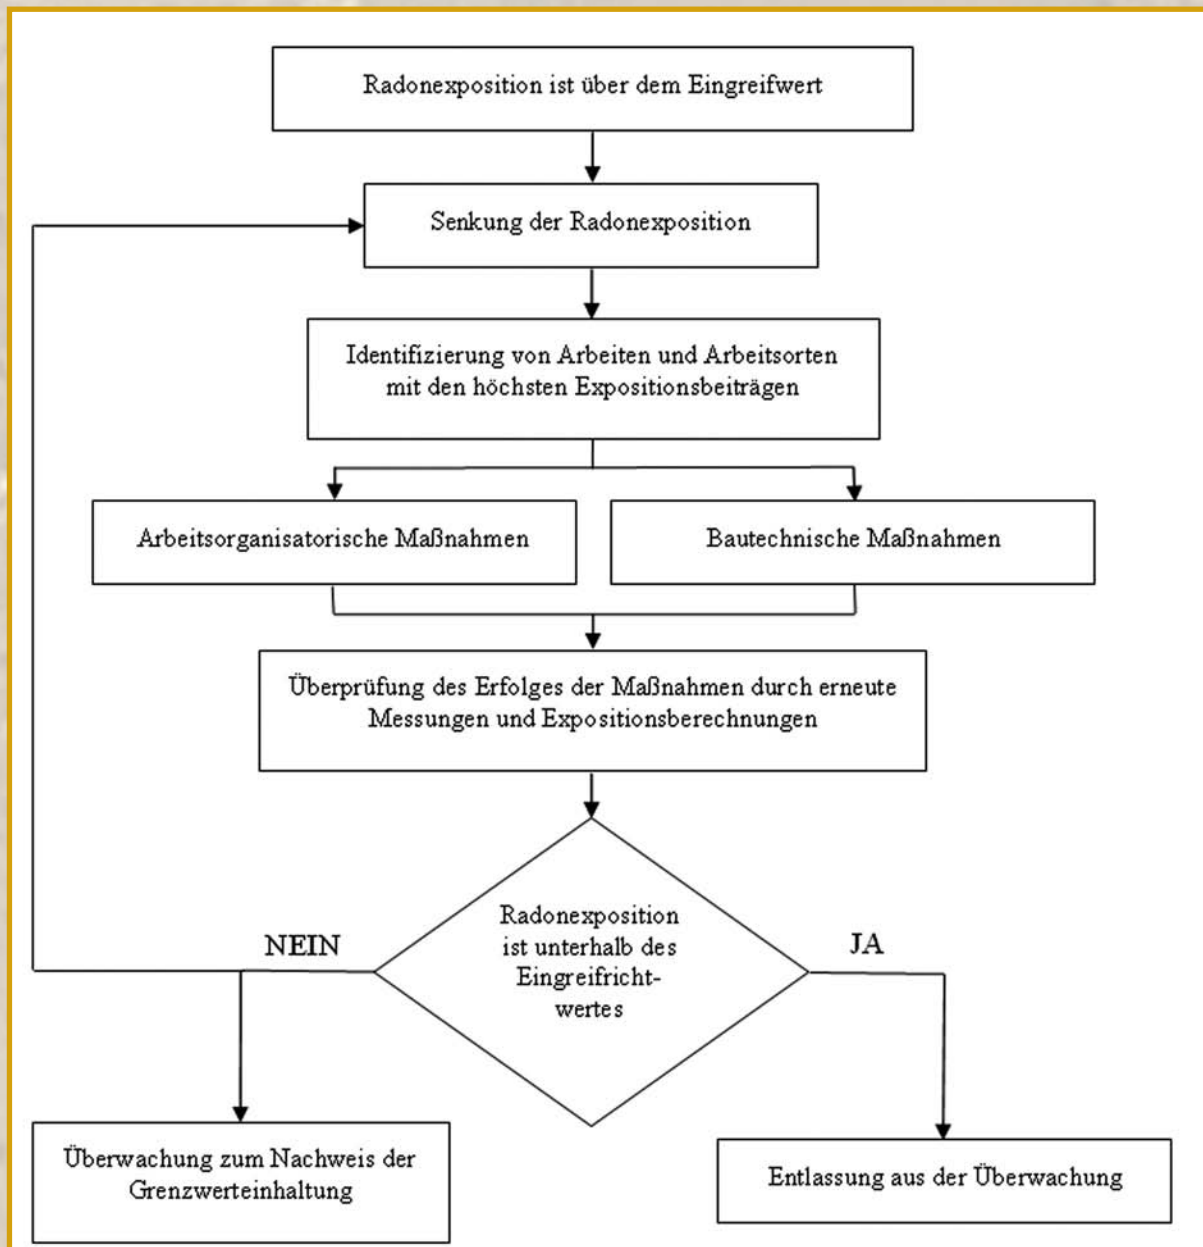 Radonexposition ist über dem Eingreifwert
Senkung der Radonexposition
Identifizierung von Arbeiten und Arbeitsorten
mit den höchsten Expositionsbeiträgen
Arbeitsorganisatorische Maßnahmen
Bautechnische Maßnahmen
Überprüfung des Erfolges der Maßnahmen durch erneute
Messungen und Expositionsberechnungen
Radonexposition
ist unterhalb des
Eingreifricht-
wertes
NEIN
JA
Überwachung zum Nachweis der
Grenzwerteinhaltung
Entlassung aus der Überwachung